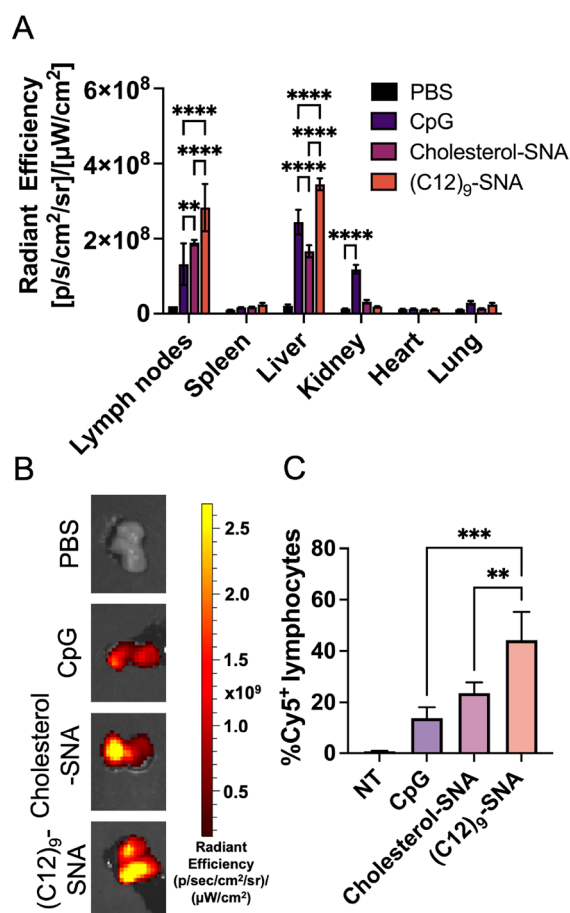 A
Radiant Efficiency
[p/s/cm²/sr]/[µW/cm²]
6×10⁸
4×10⁸
2×10⁸
0
****
****
**
****
****
****
****
PBS
CpG
Cholesterol-SNA
(C12)₉-SNA
Lymph nodes
Spleen
Liver
Kidney
Heart
Lung
B
PBS
CpG
Cholesterol
-SNA
(C12)₉-
SNA
2.5
2.0
1.5
x10⁹
1.0
0.5
Radiant
Efficiency
(p/sec/cm²/sr)/
(µW/cm²)
C
%Cy5⁺ lymphocytes
80
60
40
20
0
***
**
NT
CpG
Cholesterol-SNA
(C12)₉-SNA